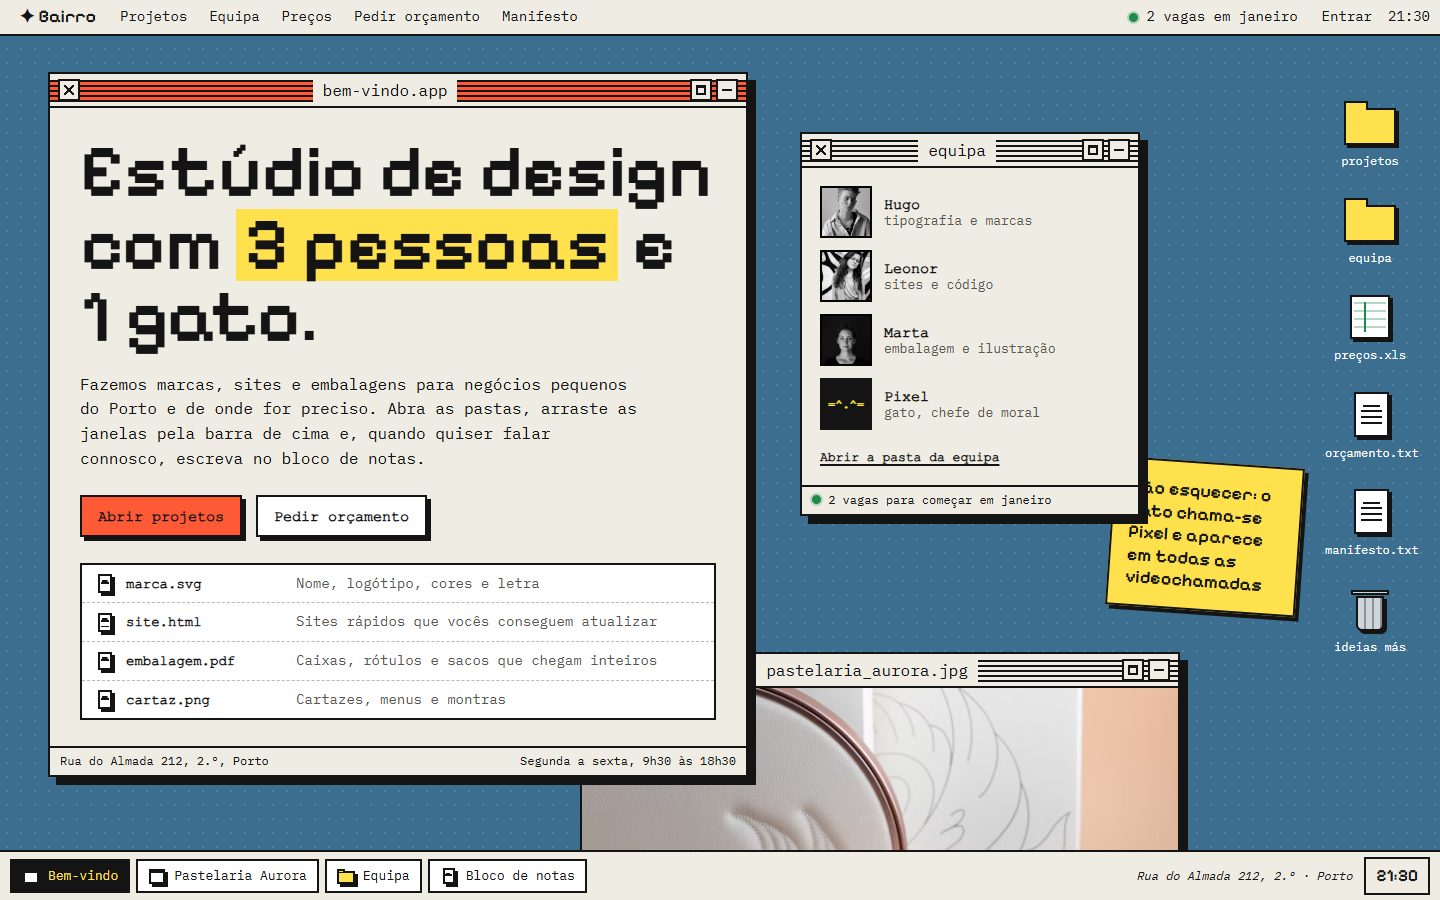 Bairro Projetos Equipa Preços Pedir orçamento Manifesto
2 vagas em janeiro Entrar 21:30
bem-vindo.app
Estúdio de design
com 3 pessoas e
1 gato.
Fazemos marcas, sites e embalagens para negócios pequenos
do Porto e de onde for preciso. Abra as pastas, arraste as
janelas pela barra de cima e, quando quiser falar
connosco, escreva no bloco de notas.
Abrir projetos
Pedir orçamento
marca.svg Nome, logótipo, cores e letra
site.html Sites rápidos que vocês conseguem atualizar
embalagem.pdf Caixas, rótulos e sacos que chegam inteiros
cartaz.png Cartazes, menus e montras
Rua do Almada 212, 2.º, Porto
Segunda a sexta, 9h30 às 18h30
equipa
Hugo
tipografia e marcas
Leonor
sites e código
Marta
embalagem e ilustração
=^.^=
Pixel
gato, chefe de moral
Abrir a pasta da equipa
2 vagas para começar em janeiro
esquecer: o
chama-se
Pixel e aparece
em todas as
videochamadas
pastelaria_aurora.jpg
projetos
equipa
preços.xls
orçamento.txt
manifesto.txt
ideias más
Bem-vindo
Pastelaria Aurora
Equipa
Bloco de notas
Rua do Almada 212, 2.º · Porto
21:30